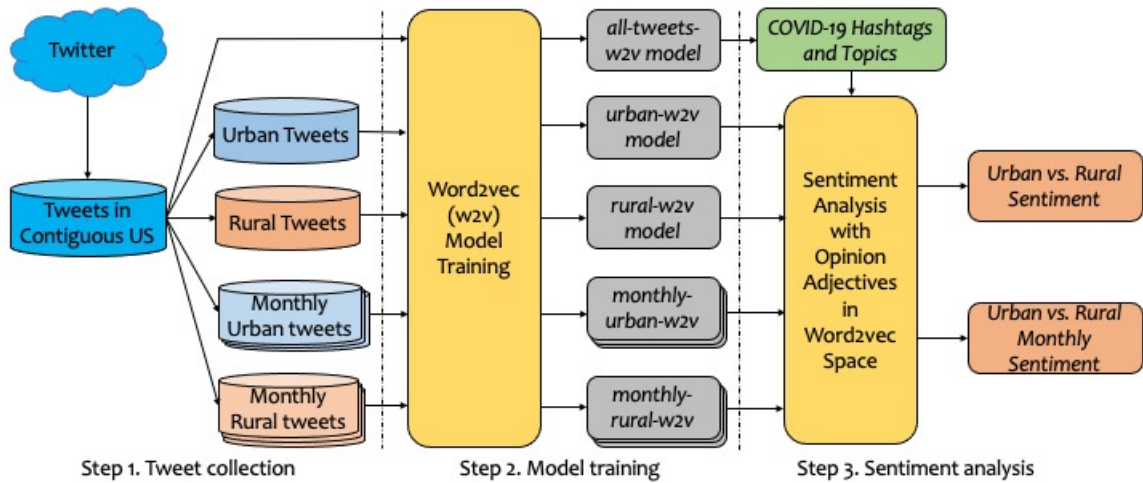 Twitter
Tweets in
Contiguous US
Urban Tweets
Rural Tweets
Monthly
Urban tweets
Monthly
Rural tweets
Step 1. Tweet collection
Word2vec
(w2v)
Model
Training
all-tweets-
w2v model
urban-w2v
model
rural-w2v
model
monthly-
urban-w2v
monthly-
rural-w2v
Step 2. Model training
COVID-19 Hashtags
and Topics
Sentiment
Analysis
with
Opinion
Adjectives
in
Word2vec
Space
Urban vs. Rural
Sentiment
Urban vs. Rural
Monthly
Sentiment
Step 3. Sentiment analysis